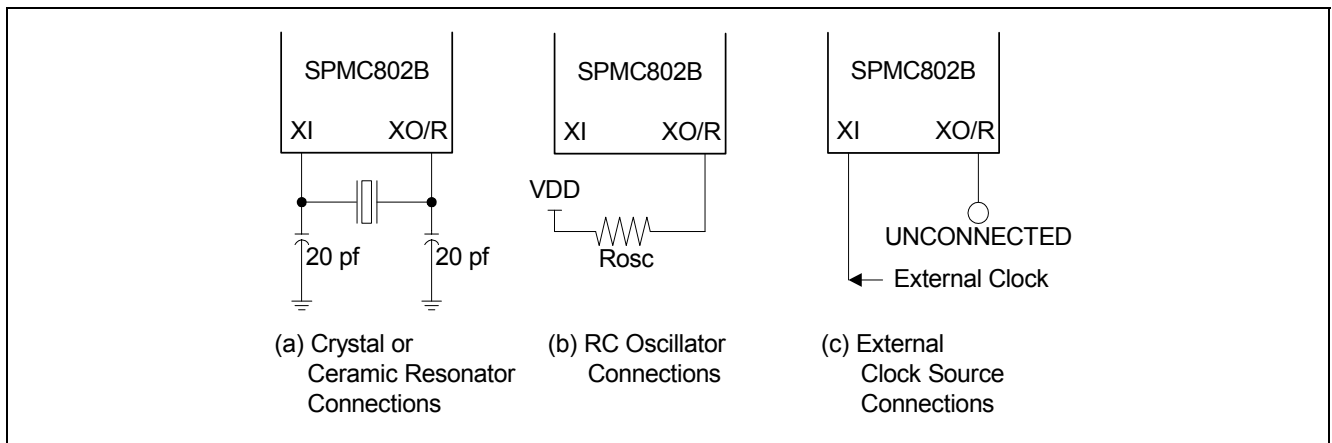 SPMC802B
XI XO/R
20 pf 20 pf
(a) Crystal or
Ceramic Resonator
Connections
SPMC802B
XI XO/R
VDD
Rosc
(b) RC Oscillator
Connections
SPMC802B
XI XO/R
UNCONNECTED
External Clock
(c) External
Clock Source
Connections